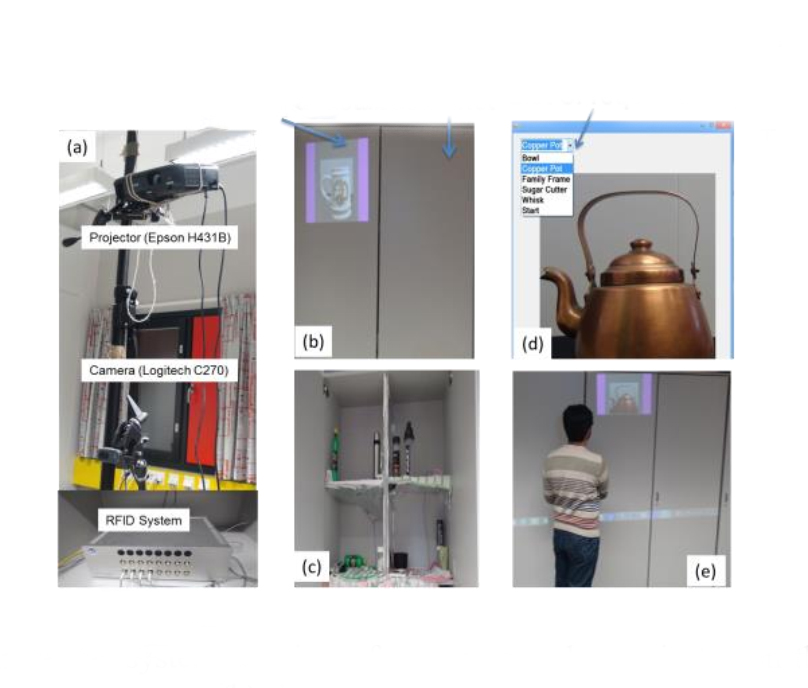 (a)
Projector (Epson H431B)
Camera (Logitech C270)
RFID System
(b)
(c)
Copper Pot
Bowl
Copper Pot
Family Frame
Sugar Cutter
Whisk
Start
(d)
(e)